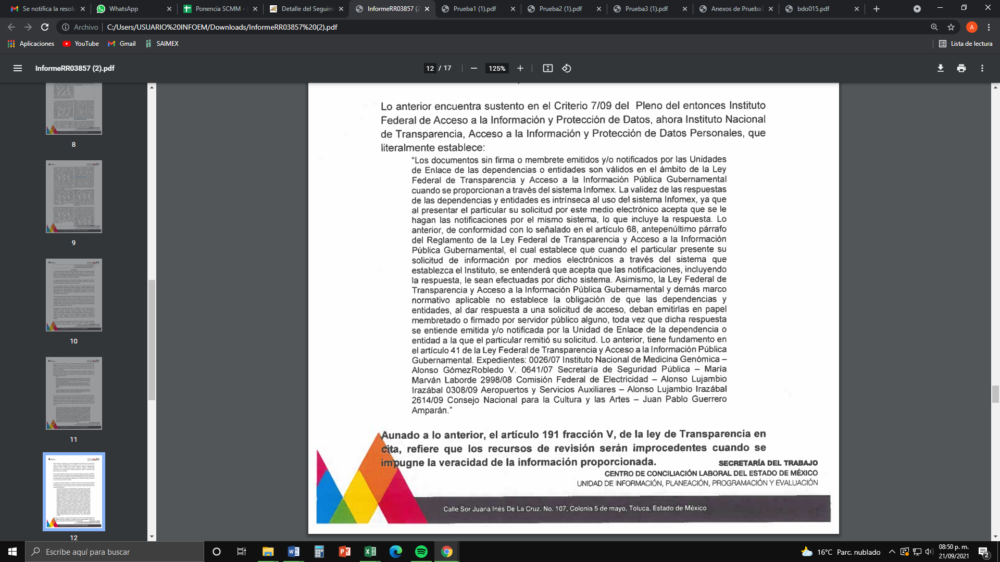 Se notifica la resolu
WhatsApp
Ponencia SCMM -
Detalle del Seguim
InformeRR03857 (2
Prueba1 (1).pdf
Prueba2 (1).pdf
Prueba3 (1).pdf
Anexos de Prueba3
bdo015.pdf
Archivo
C:/Users/USUARIO%20INFOEM/Downloads/InformeRR03857%20(2).pdf
A
Aplicaciones
YouTube
Gmail
SAIMEX
Lista de lectura
InformeRR03857 (2).pdf
12 / 17
125%
8
9
10
11
12
Lo anterior encuentra sustento en el Criterio 7/09 del Pleno del entonces Instituto
Federal de Acceso a la Información y Protección de Datos, ahora Instituto Nacional
de Transparencia, Acceso a la Información y Protección de Datos Personales, que
literalmente establece:
“Los documentos sin firma o membrete emitidos y/o notificados por las Unidades
de Enlace de las dependencias o entidades son válidos en el ámbito de la Ley
Federal de Transparencia y Acceso a la Información Pública Gubernamental
cuando se proporcionan a través del sistema Infomex. La validez de las respuestas
de las dependencias y entidades es intrínseca al uso del sistema Infomex, ya que
al presentar el particular su solicitud por este medio electrónico acepta que se le
hagan las notificaciones por el mismo sistema, lo que incluye la respuesta. Lo
anterior, de conformidad con lo señalado en el artículo 68, antepenúltimo párrafo
del Reglamento de la Ley Federal de Transparencia y Acceso a la Información
Pública Gubernamental, el cual establece que cuando el particular presente su
solicitud de información por medios electrónicos a través del sistema que
establezca el Instituto, se entenderá que acepta que las notificaciones, incluyendo
la respuesta, le sean efectuadas por dicho sistema. Asimismo, la Ley Federal de
Transparencia y Acceso a la Información Pública Gubernamental y demás marco
normativo aplicable no establece la obligación de que las dependencias y
entidades, al dar respuesta a una solicitud de acceso, deban emitirlas en papel
membretado o firmado por servidor público alguno, toda vez que dicha respuesta
se entiende emitida y/o notificada por la Unidad de Enlace de la dependencia o
entidad a la que el particular remitió su solicitud. Lo anterior, tiene fundamento en
el artículo 41 de la Ley Federal de Transparencia y Acceso a la Información Pública
Gubernamental. Expedientes: 0026/07 Instituto Nacional de Medicina Genómica –
Alonso GómezRobledo V. 0641/07 Secretaría de Seguridad Pública – María
Marván Laborde 2998/08 Comisión Federal de Electricidad – Alonso Lujambio
Irazábal 0308/09 Aeropuertos y Servicios Auxiliares – Alonso Lujambio Irazábal
2614/09 Consejo Nacional para la Cultura y las Artes – Juan Pablo Guerrero
Amparán.”
Aunado a lo anterior, el artículo 191 fracción V, de la ley de Transparencia en
cita, refiere que los recursos de revisión serán improcedentes cuando se
impugne la veracidad de la información proporcionada.
SECRETARÍA DEL TRABAJO
CENTRO DE CONCILIACIÓN LABORAL DEL ESTADO DE MÉXICO
UNIDAD DE INFORMACIÓN, PLANEACIÓN, PROGRAMACIÓN Y EVALUACIÓN
Calle Sor Juana Inés De La Cruz. No. 107, Colonia 5 de mayo, Toluca, Estado de México
Escribe aquí para buscar
16°C Parc. nublado
08:50 p. m.
21/09/2021
2